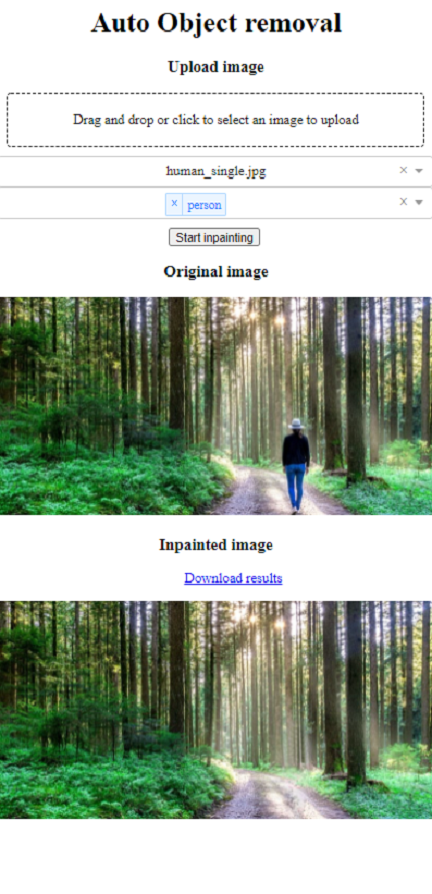 Auto Object removal
Upload image
Drag and drop or click to select an image to upload
human_single.jpg
× person
Start inpainting
Original image
Inpainted image
Download results